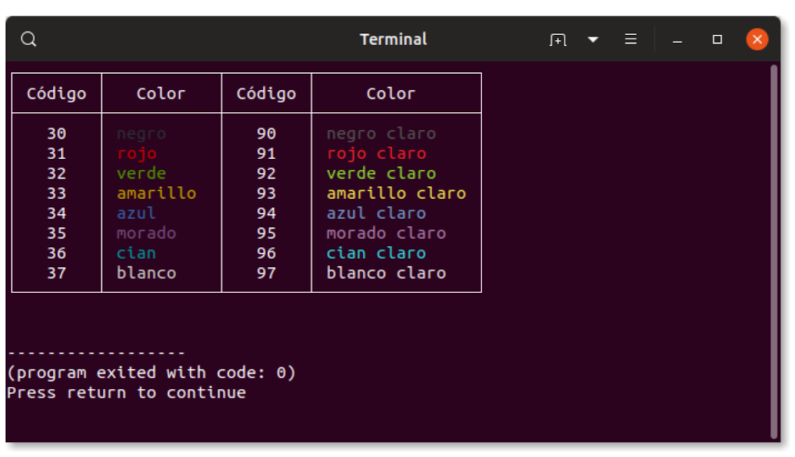 Terminal
Código Color Código Color
30 negro 90 negro claro
31 rojo 91 rojo claro
32 verde 92 verde claro
33 amarillo 93 amarillo claro
34 azul 94 azul claro
35 morado 95 morado claro
36 cian 96 cian claro
37 blanco 97 blanco claro
------------------
(program exited with code: 0)
Press return to continue